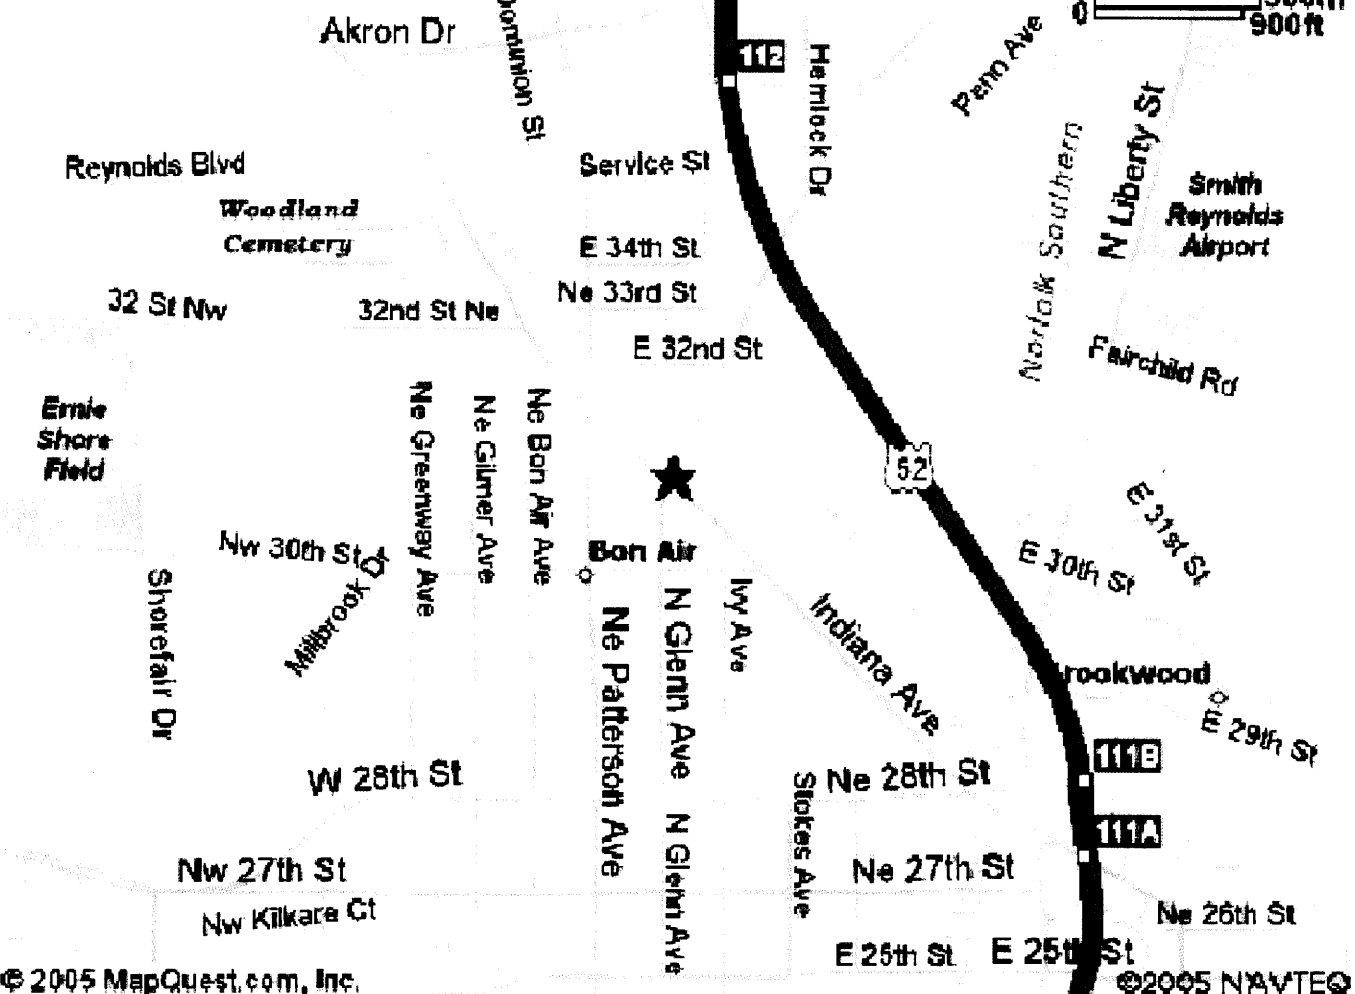 Akron Dr
ominion St
112
Hemlock Dr
Penn Ave
0
900ft
Reynolds Blvd
Woodland
Cemetery
Service St
Norfolk Southern
N Liberty St
Smith
Reynolds
Airport
E 34th St
32 St Nw
32nd St Ne
Ne 33rd St
E 32nd St
Fairchild Rd
Ernie
Shore
Field
Ne Greenway Ave
Ne Gilmer Ave
Ne Bon Air Ave
52
E 31st St
Nw 30th St
Millbrook Dr
Bon Air
E 30th St
Shorefair Dr
Ne Patterson Ave
N Glenn Ave
Ivy Ave
Indiana Ave
rookwood
E 29th St
W 28th St
Ne 28th St
111B
Stokes Ave
N Glenn Ave
111A
Nw 27th St
Ne 27th St
Nw Kilkare Ct
Ne 26th St
E 25th St
E 25th St
© 2005 MapQuest.com, Inc.
©2005 NAVTEQ